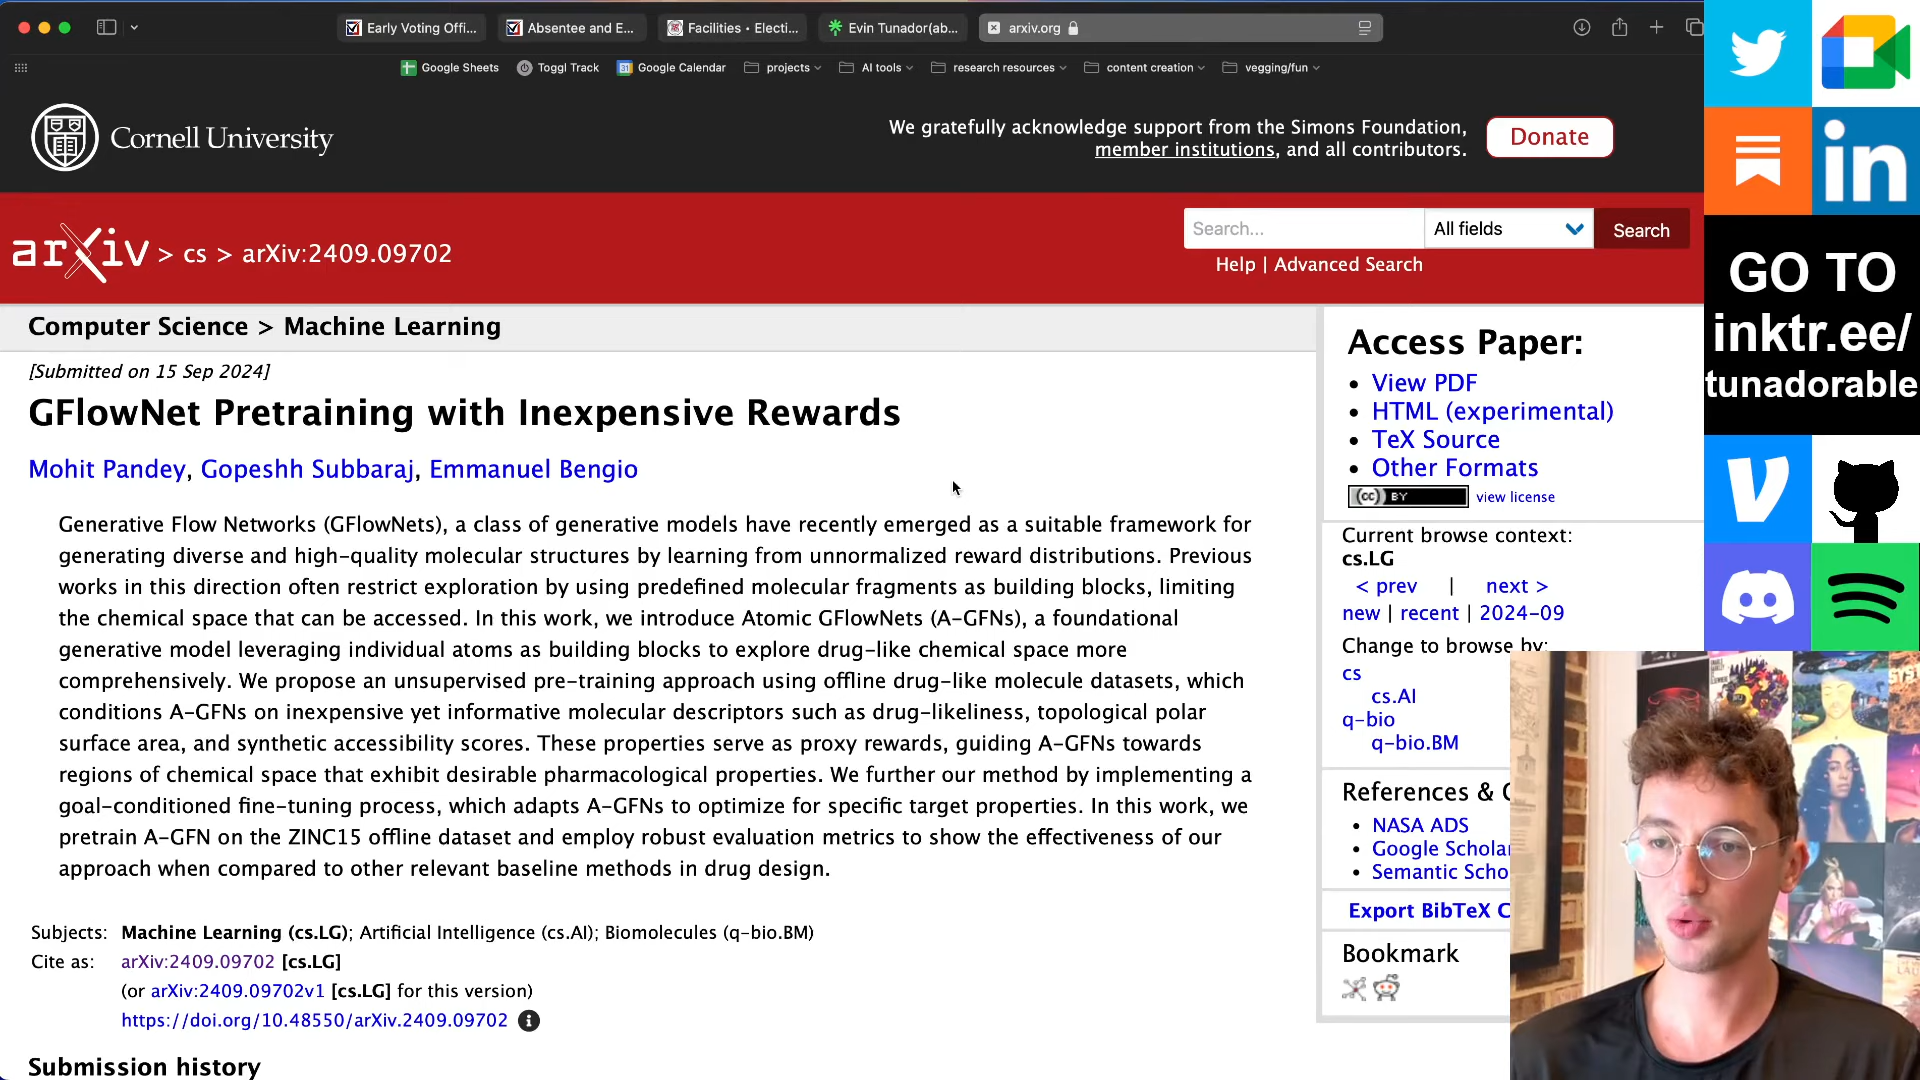 Early Voting Offi...
Absentee and E...
Facilities • Electi...
Evin Tunador(ab...
arxiv.org
Google Sheets
Toggl Track
Google Calendar
projects
AI tools
research resources
content creation
vegging/fun
Cornell University
We gratefully acknowledge support from the Simons Foundation,
member institutions, and all contributors.
Donate
arXiv > cs > arXiv:2409.09702
Search...
All fields
Search
Help | Advanced Search
Computer Science > Machine Learning
[Submitted on 15 Sep 2024]
GFlowNet Pretraining with Inexpensive Rewards
Mohit Pandey, Gopeshh Subbaraj, Emmanuel Bengio
Generative Flow Networks (GFlowNets), a class of generative models have recently emerged as a suitable framework for
generating diverse and high-quality molecular structures by learning from unnormalized reward distributions. Previous
works in this direction often restrict exploration by using predefined molecular fragments as building blocks, limiting
the chemical space that can be accessed. In this work, we introduce Atomic GFlowNets (A-GFNs), a foundational
generative model leveraging individual atoms as building blocks to explore drug-like chemical space more
comprehensively. We propose an unsupervised pre-training approach using offline drug-like molecule datasets, which
conditions A-GFNs on inexpensive yet informative molecular descriptors such as drug-likeliness, topological polar
surface area, and synthetic accessibility scores. These properties serve as proxy rewards, guiding A-GFNs towards
regions of chemical space that exhibit desirable pharmacological properties. We further our method by implementing a
goal-conditioned fine-tuning process, which adapts A-GFNs to optimize for specific target properties. In this work, we
pretrain A-GFN on the ZINC15 offline dataset and employ robust evaluation metrics to show the effectiveness of our
approach when compared to other relevant baseline methods in drug design.
Subjects: Machine Learning (cs.LG); Artificial Intelligence (cs.AI); Biomolecules (q-bio.BM)
Cite as: arXiv:2409.09702 [cs.LG]
(or arXiv:2409.09702v1 [cs.LG] for this version)
https://doi.org/10.48550/arXiv.2409.09702
Submission history
Access Paper:
View PDF
HTML (experimental)
TeX Source
Other Formats
(cc) BY view license
Current browse context:
cs.LG
< prev | next >
new | recent | 2024-09
Change to browse by:
cs
cs.AI
q-bio
q-bio.BM
References & C
NASA ADS
Google Scholar
Semantic Scho
Export BibTeX C
Bookmark
in
GO TO
inktr.ee/
tunadorable